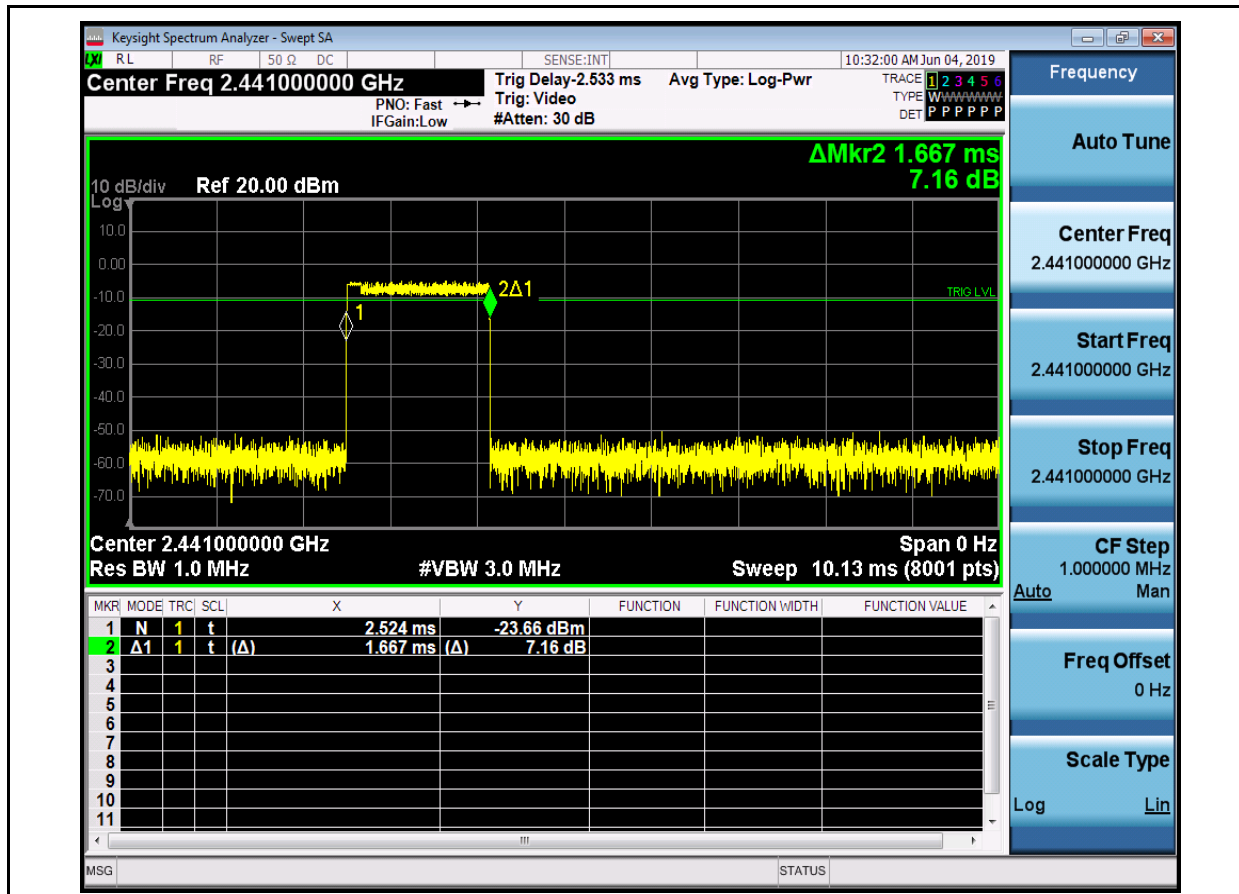 Keysight Spectrum Analyzer - Swept SA
LXI RL RF 50 Ω DC SENSE:INT 10:32:00 AM Jun 04, 2019
Center Freq 2.441000000 GHz
PNO: Fast
IFGain:Low
Trig Delay-2.533 ms
Trig: Video
#Atten: 30 dB
Avg Type: Log-Pwr
TRACE 1 2 3 4 5 6
TYPE WWWWWW
DET P P P P P P
ΔMkr2 1.667 ms
7.16 dB
10 dB/div Ref 20.00 dBm
Log
10.0
0.00
-10.0
-20.0
-30.0
-40.0
-50.0
-60.0
-70.0
1
2Δ1
TRIG LVL
Center 2.441000000 GHz Span 0 Hz
Res BW 1.0 MHz #VBW 3.0 MHz Sweep 10.13 ms (8001 pts)
MKR MODE TRC SCL X Y FUNCTION FUNCTION WIDTH FUNCTION VALUE
1 N 1 t 2.524 ms -23.66 dBm
2 Δ1 1 t (Δ) 1.667 ms (Δ) 7.16 dB
3
4
5
6
7
8
9
10
11
MSG STATUS
Frequency
Auto Tune
Center Freq
2.441000000 GHz
Start Freq
2.441000000 GHz
Stop Freq
2.441000000 GHz
CF Step
1.000000 MHz
Auto Man
Freq Offset
0 Hz
Scale Type
Log Lin